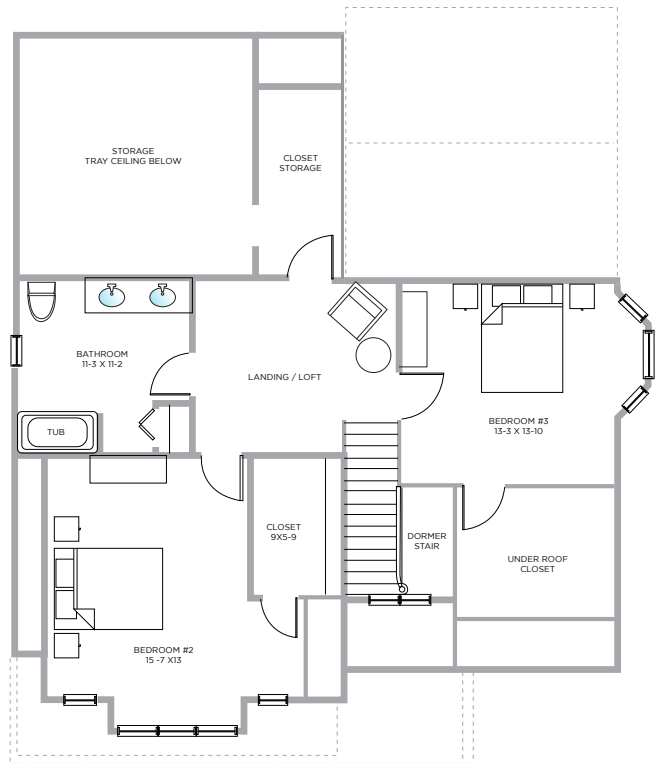 STORAGE
TRAY CEILING BELOW
CLOSET
STORAGE
BATHROOM
11-3 X 11-2
LANDING / LOFT
TUB
BEDROOM #3
13-3 X 13-10
CLOSET
9X5-9
DORMER
STAIR
UNDER ROOF
CLOSET
BEDROOM #2
15 -7 X13